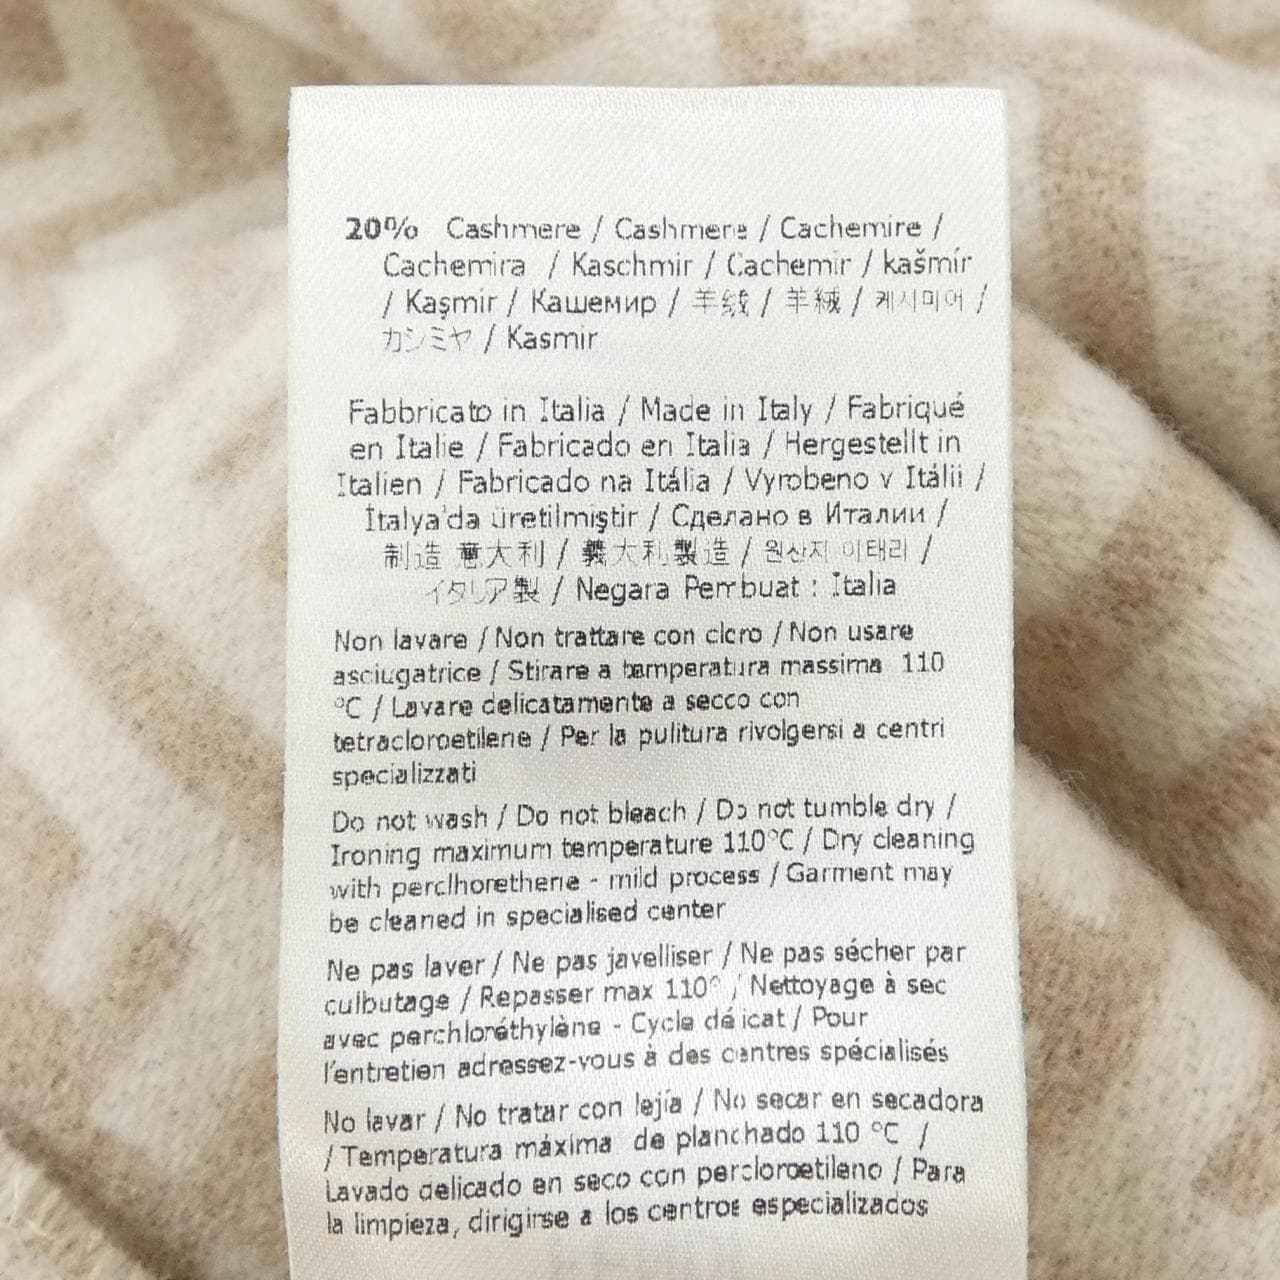 20% Cashmere / Cashmere / Cachemire /
Cachemira / Kaschmir / Cachemir / kašmír
/ Kaşmir / Кашемир / 羊绒 / 羊絨 / 케시미어 /
カシミヤ / Kasmir
Fabbricato in Italia / Made in Italy / Fabriqué
en Italie / Fabricado en Italia / Hergestellt in
Italien / Fabricado na Itália / Vyrobeno v Itálii /
İtalya'da üretilmiştir / Сделано в Италии /
制造 意大利 / 義大利製造 / 원산지 이태리 /
イタリア製 / Negara Pembuat : Italia
Non lavare / Non trattare con cloro / Non usare
asciugatrice / Stirare a temperatura massima 110
°C / Lavare delicatamente a secco con
tetracloroetilene / Per la pulitura rivolgersi a centri
specializzati
Do not wash / Do not bleach / Do not tumble dry /
Ironing maximum temperature 110°C / Dry cleaning
with perclhorethene - mild process / Garment may
be cleaned in specialised center
Ne pas laver / Ne pas javelliser / Ne pas sécher par
culbutage / Repasser max 110° / Nettoyage à sec
avec perchloréthylène - Cycle délicat / Pour
l'entretien adressez-vous à des centres spécialisés
No lavar / No tratar con lejía / No secar en secadora
/ Temperatura máxima de planchado 110 °C /
Lavado delicado en seco con percloroetileno / Para
la limpieza, dirigirse a los centros especializados